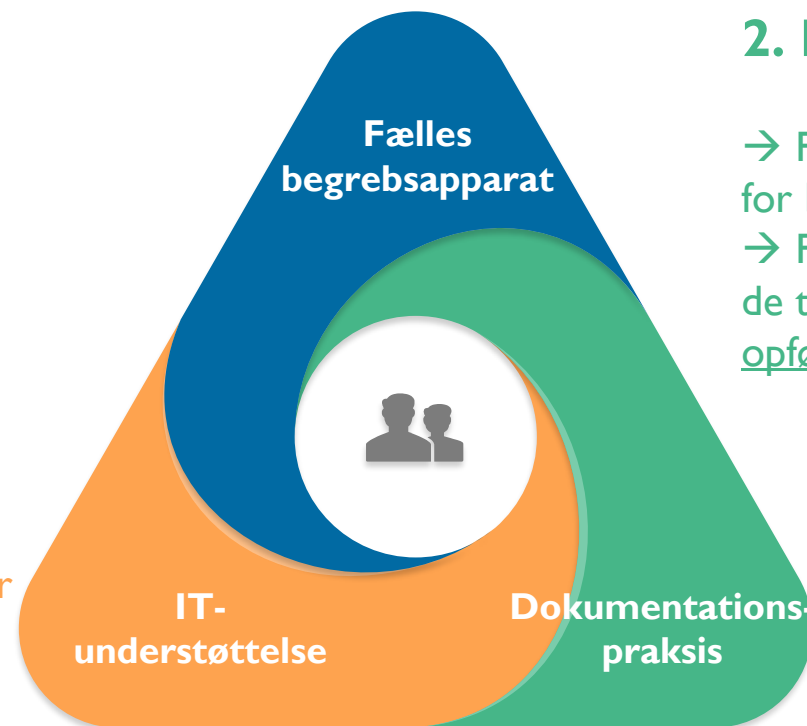 Fælles
begrebsapparat
2.
→
for
→
de
IT-
understøttelse
Dokumentations-
praksis